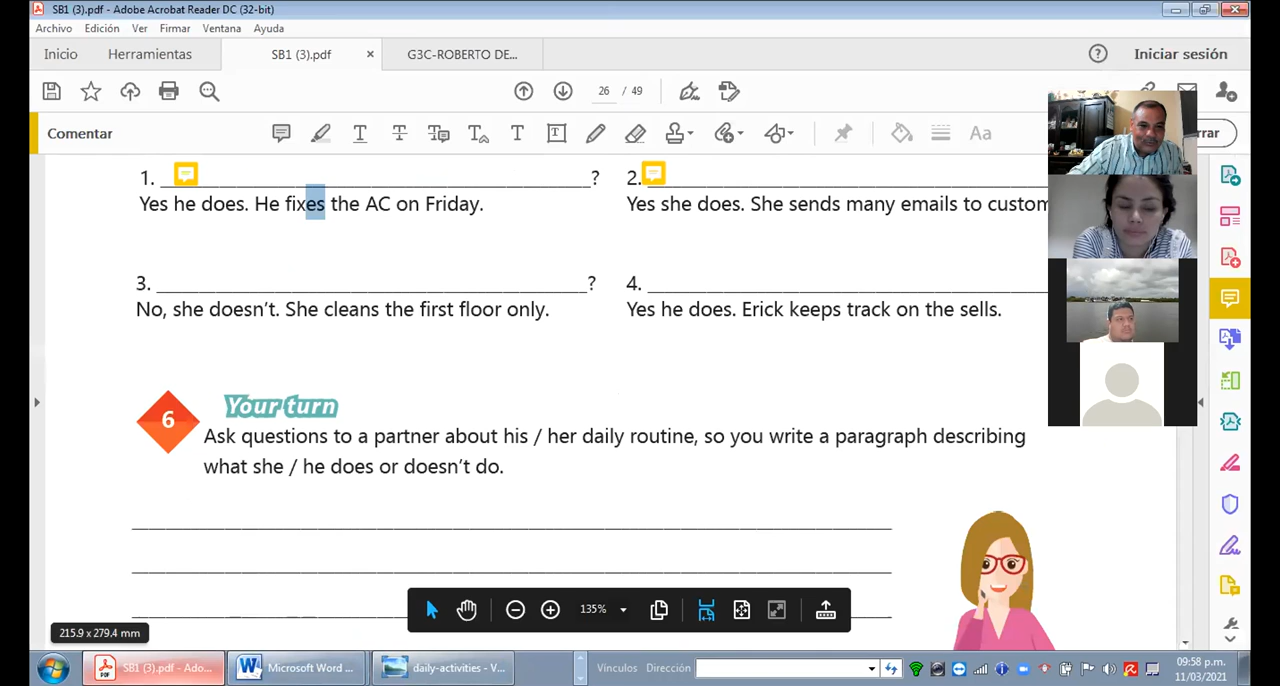 SB1 (3).pdf - Adobe Acrobat Reader DC (32-bit)
Archivo Edición Ver Firmar Ventana Ayuda
Inicio Herramientas SB1 (3).pdf × G3C-ROBERTO DE... Iniciar sesión
26 / 49
Comentar Aa rrar
1. ? 2.
Yes he does. He fixes the AC on Friday. Yes she does. She sends many emails to custom
3. ? 4.
No, she doesn't. She cleans the first floor only. Yes he does. Erick keeps track on the sells.
6 Your turn
Ask questions to a partner about his / her daily routine, so you write a paragraph describing
what she / he does or doesn't do.
135%
215.9 x 279.4 mm
SB1 (3).pdf - Ado... Microsoft Word ... daily-activities - V... Vínculos Dirección 09:58 p.m.
11/03/2021